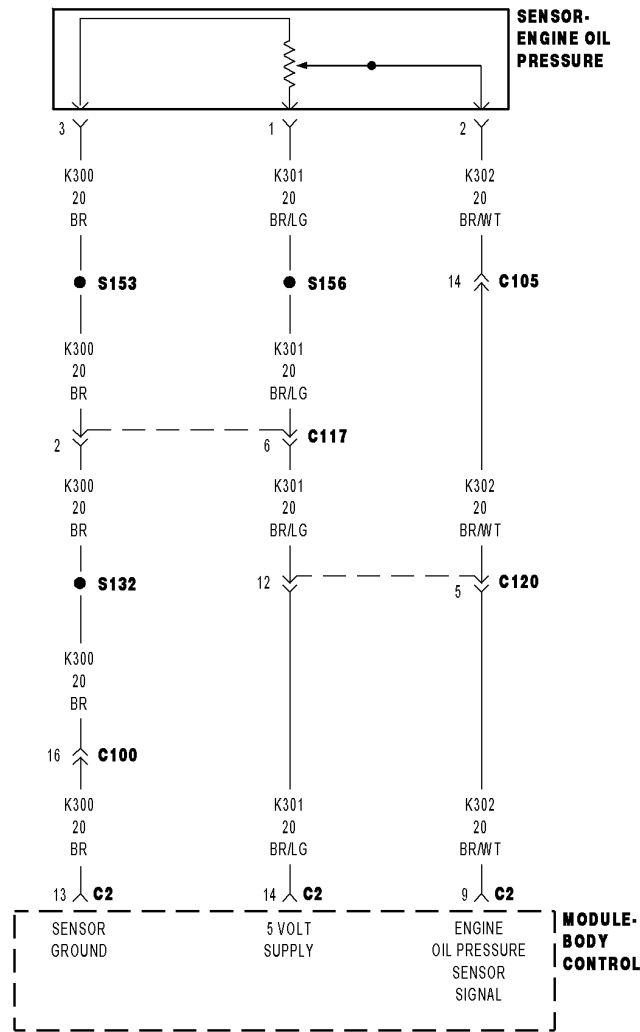 SENSOR-
ENGINE OIL
PRESSURE
3 1 2
K300 K301 K302
20 20 20
BR BR/LG BR/WT
S153 S156 14 C105
K300 K301
20 20
BR BR/LG
2 6 C117
K300 K301 K302
20 20 20
BR BR/LG BR/WT
S132 12 5 C120
K300
20
BR
16 C100
K300 K301 K302
20 20 20
BR BR/LG BR/WT
13 C2 14 C2 9 C2
SENSOR 5 VOLT ENGINE
GROUND SUPPLY OIL PRESSURE
SENSOR
SIGNAL
MODULE-
BODY
CONTROL